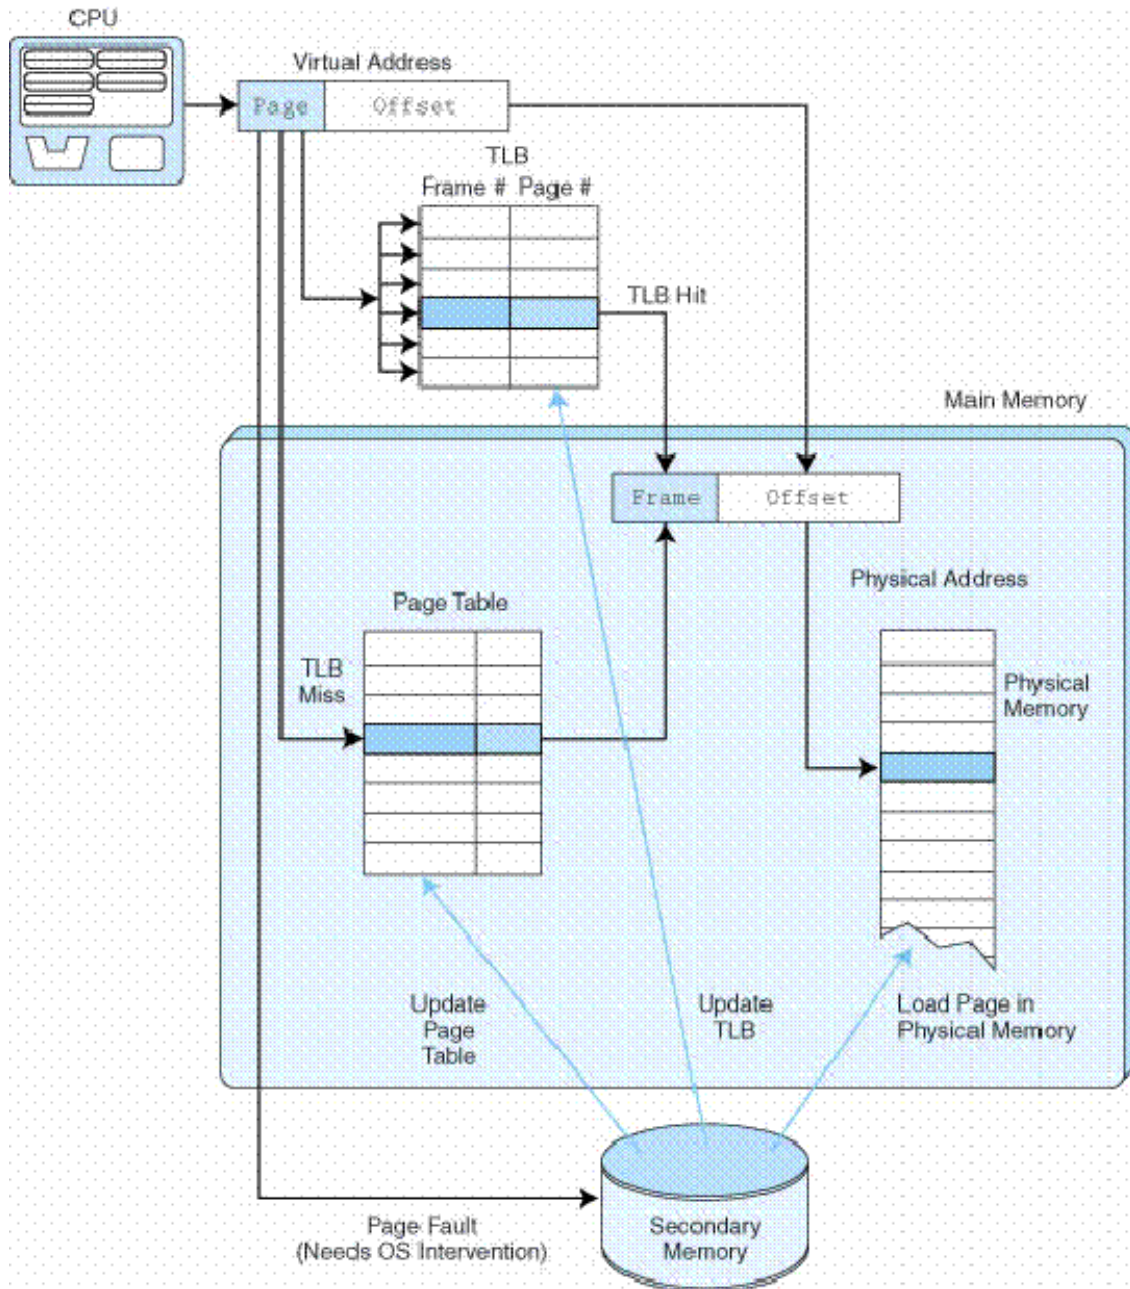 CPU
Virtual Address
Page Offset
TLB
Frame # Page #
TLB Hit
Main Memory
Frame Offset
Physical Address
Page Table
TLB
Miss
Physical
Memory
Update
Page
Table
Update
TLB
Load Page in
Physical Memory
Page Fault
(Needs OS Intervention)
Secondary
Memory